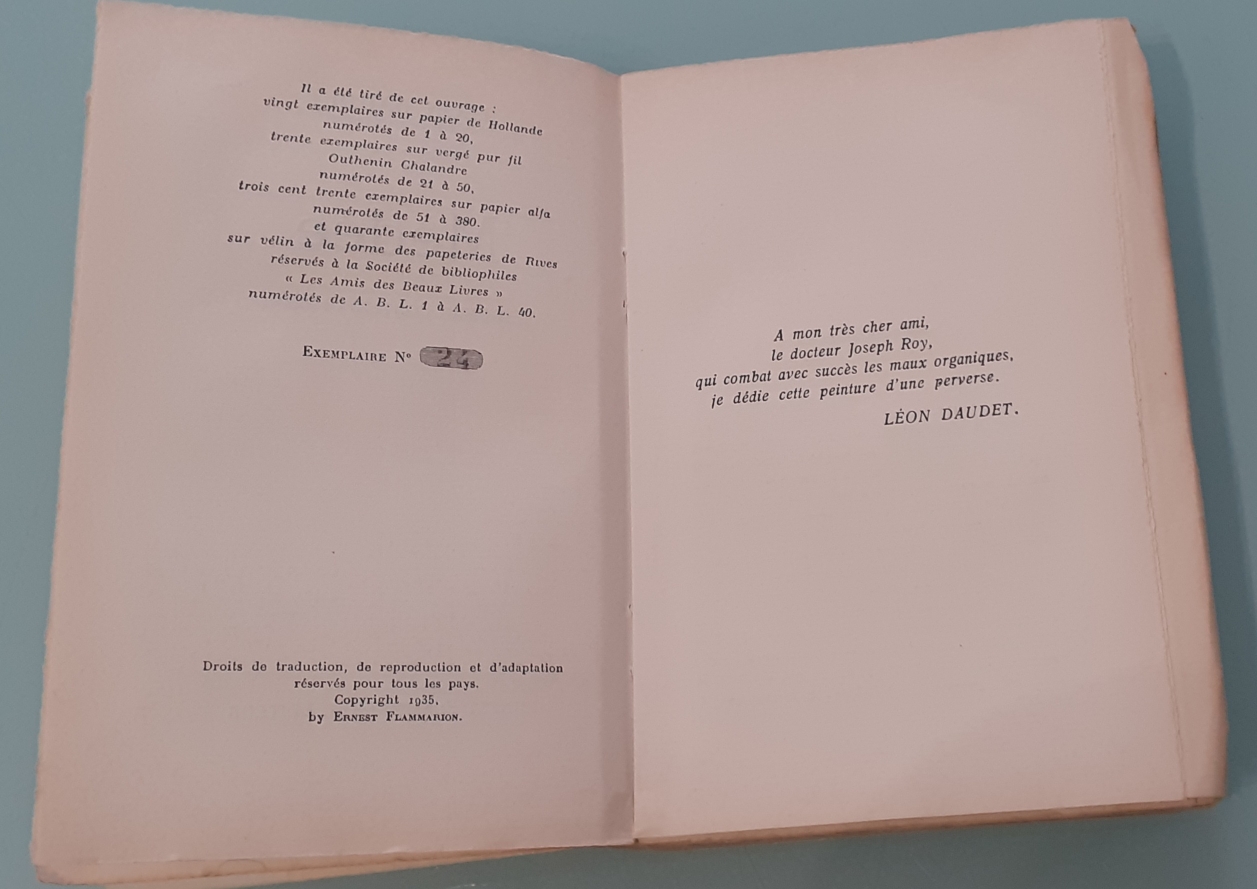 Il a été tiré de cet ouvrage :
vingt exemplaires sur papier de Hollande
numérotés de 1 à 20,
trente exemplaires sur vergé pur fil
Outhenin Chalandre
numérotés de 21 à 50,
trois cent trente exemplaires sur papier alfa
numérotés de 51 à 380.
et quarante exemplaires
sur vélin à la forme des papeteries de Rives
réservés à la Société de bibliophiles
« Les Amis des Beaux Livres »
numérotés de A. B. L. 1 à A. B. L. 40.
EXEMPLAIRE N° 24
Droits de traduction, de reproduction et d'adaptation
réservés pour tous les pays.
Copyright 1935,
by ERNEST FLAMMARION.
A mon très cher ami,
le docteur Joseph Roy,
qui combat avec succès les maux organiques,
je dédie cette peinture d'une perverse.
LÉON DAUDET.